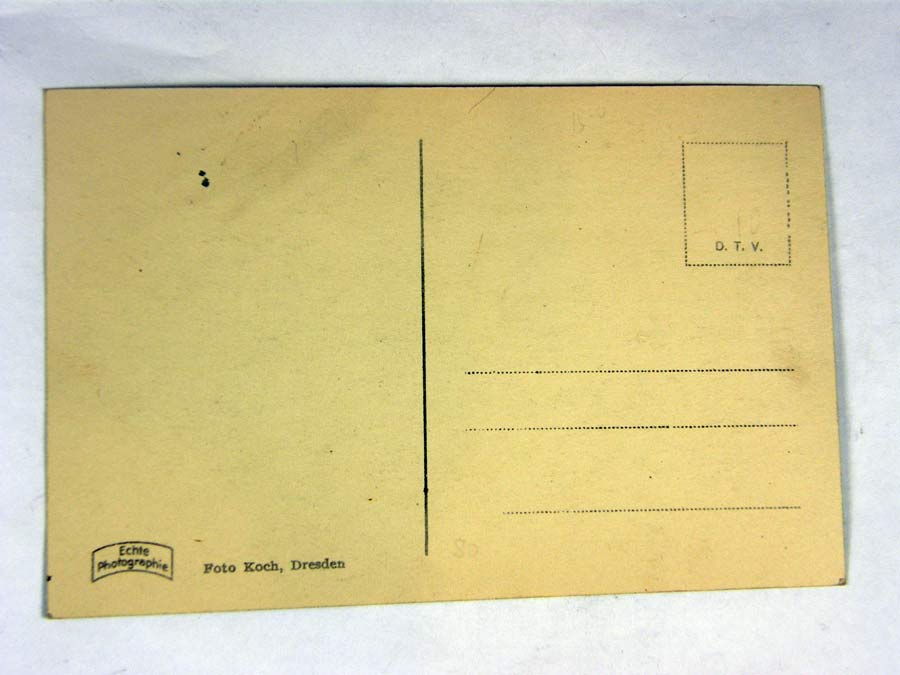 D. T. V.
Echte
Photographie
Foto Koch, Dresden